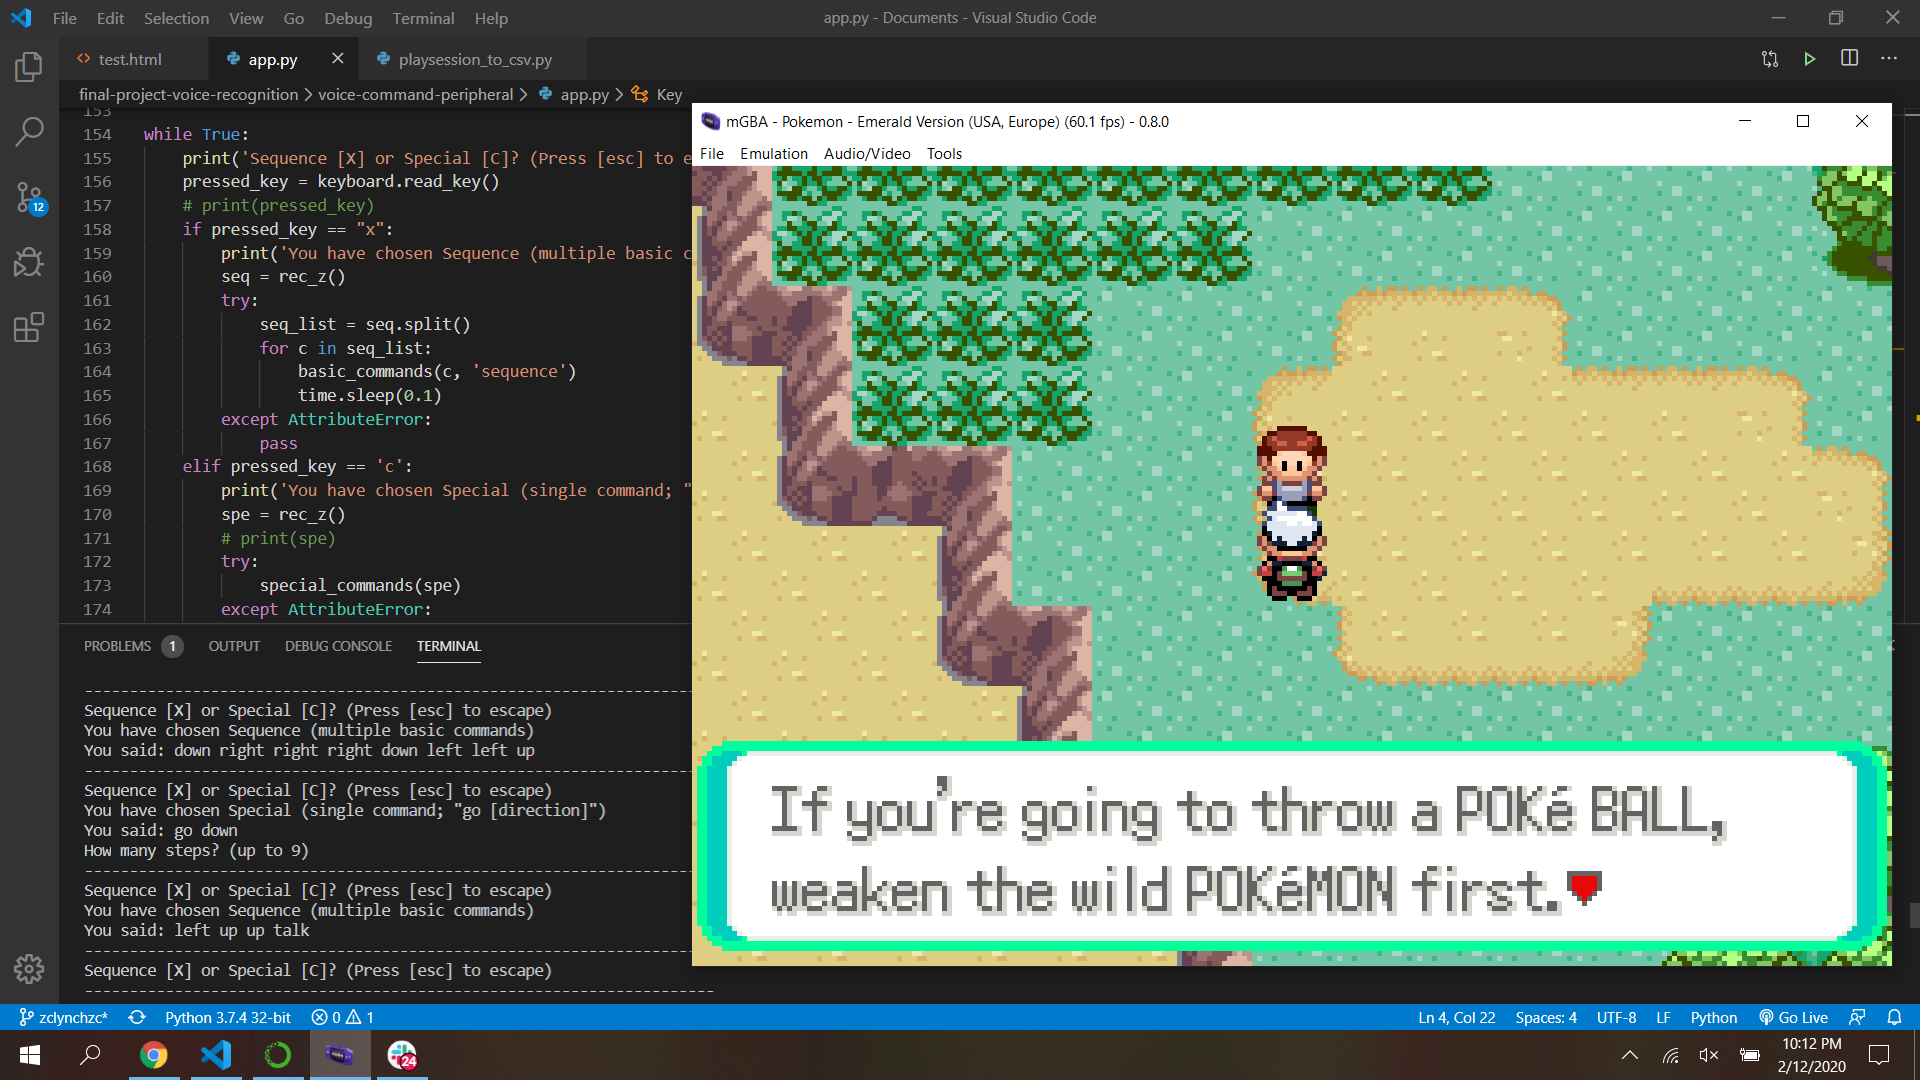 File Edit Selection View Go Debug Terminal Help
app.py - Documents - Visual Studio Code
test.html
app.py
playsession_to_csv.py
final-project-voice-recognition > voice-command-peripheral > app.py > Key
153
154 while True:
155 print('Sequence [X] or Special [C]? (Press [esc] to e
156 pressed_key = keyboard.read_key()
157 # print(pressed_key)
158 if pressed_key == "x":
159 print('You have chosen Sequence (multiple basic c
160 seq = rec_z()
161 try:
162 seq_list = seq.split()
163 for c in seq_list:
164 basic_commands(c, 'sequence')
165 time.sleep(0.1)
166 except AttributeError:
167 pass
168 elif pressed_key == 'c':
169 print('You have chosen Special (single command; "
170 spe = rec_z()
171 # print(spe)
172 try:
173 special_commands(spe)
174 except AttributeError:
12
PROBLEMS 1 OUTPUT DEBUG CONSOLE TERMINAL
--------------------------------------------------------------
Sequence [X] or Special [C]? (Press [esc] to escape)
You have chosen Sequence (multiple basic commands)
You said: down right right right down left left up
--------------------------------------------------------------
Sequence [X] or Special [C]? (Press [esc] to escape)
You have chosen Special (single command; "go [direction]")
You said: go down
How many steps? (up to 9)
--------------------------------------------------------------
Sequence [X] or Special [C]? (Press [esc] to escape)
You have chosen Sequence (multiple basic commands)
You said: left up up talk
--------------------------------------------------------------
Sequence [X] or Special [C]? (Press [esc] to escape)
----------------------------------------------------------------
mGBA - Pokemon - Emerald Version (USA, Europe) (60.1 fps) - 0.8.0
File Emulation Audio/Video Tools
If you're going to throw a POKé BALL,
weaken the wild POKéMON first.
zclynchzc* Python 3.7.4 32-bit 0 1
Ln 4, Col 22 Spaces: 4 UTF-8 LF Python Go Live
24
10:12 PM
2/12/2020